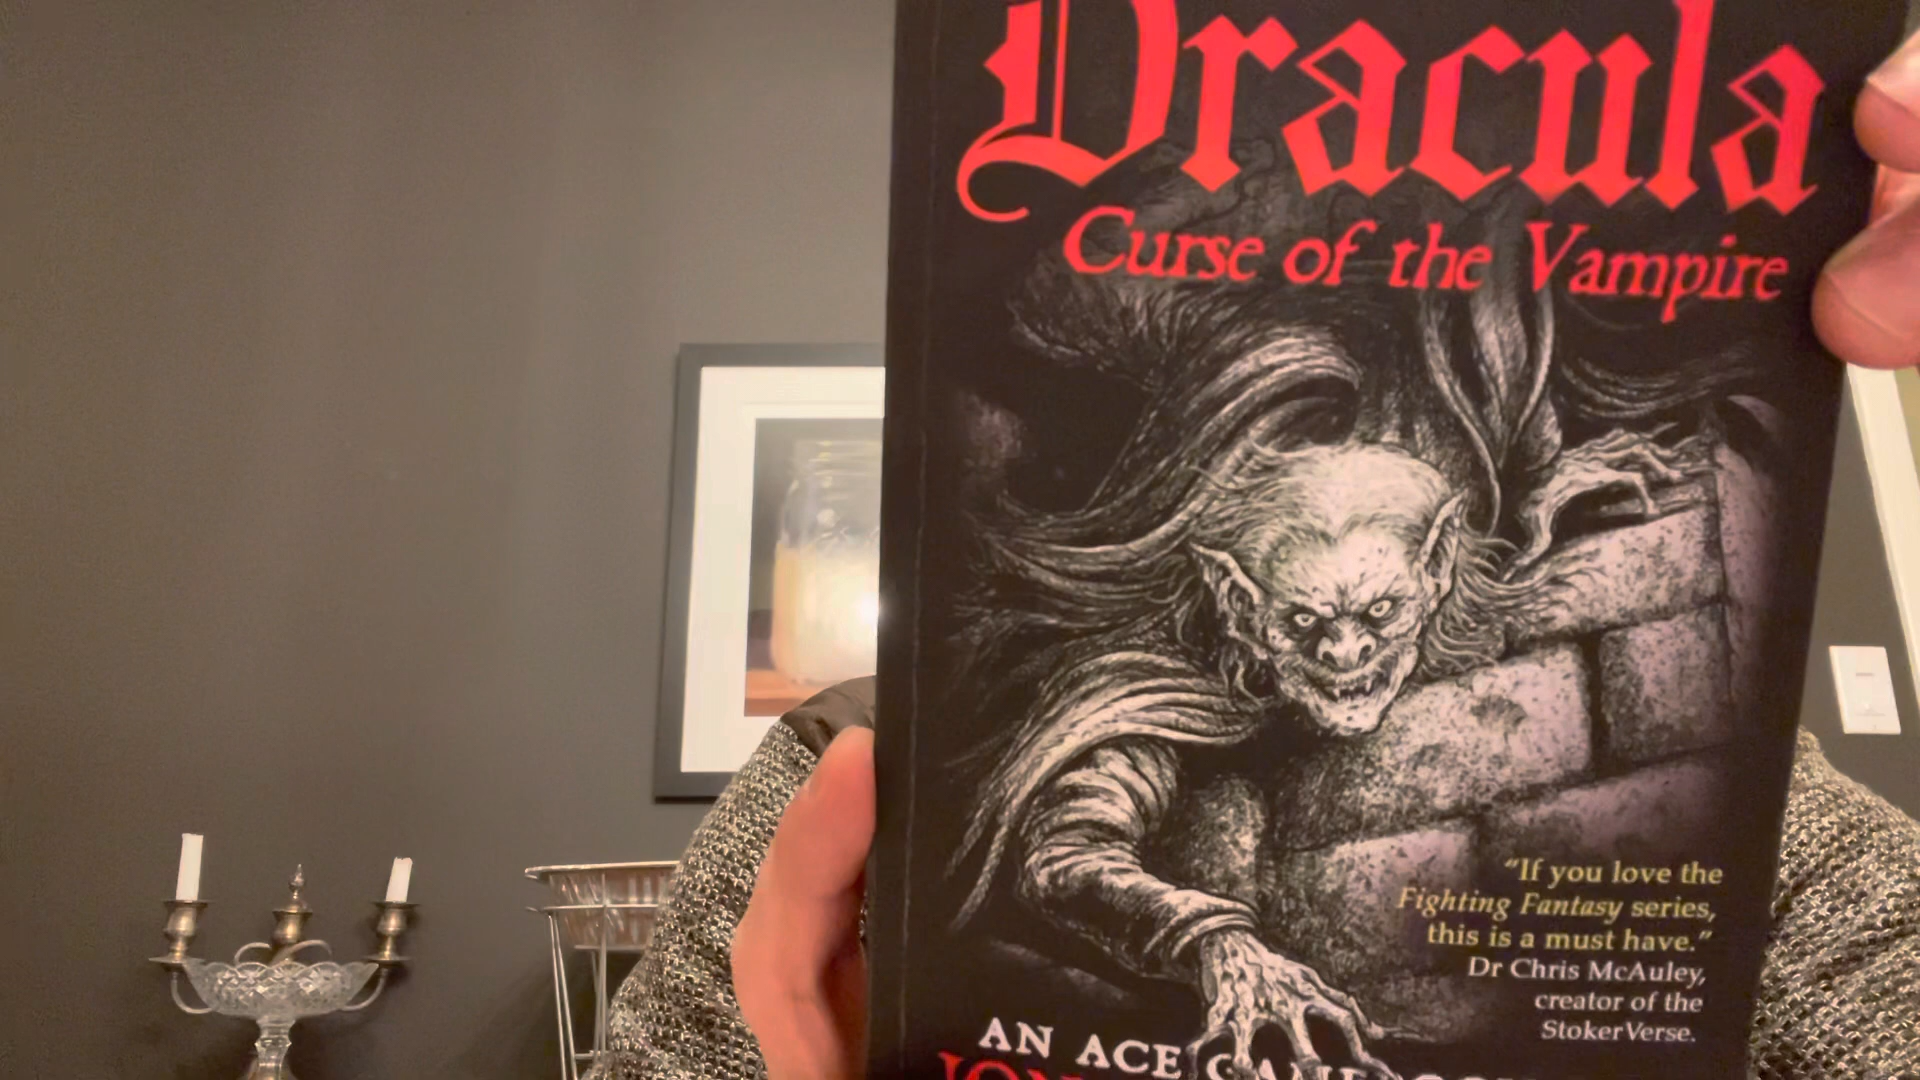 Dracula
Curse of the Vampire
"If you love the
Fighting Fantasy series,
this is a must have."
Dr Chris McAuley,
creator of the
StokerVerse.
AN ACE